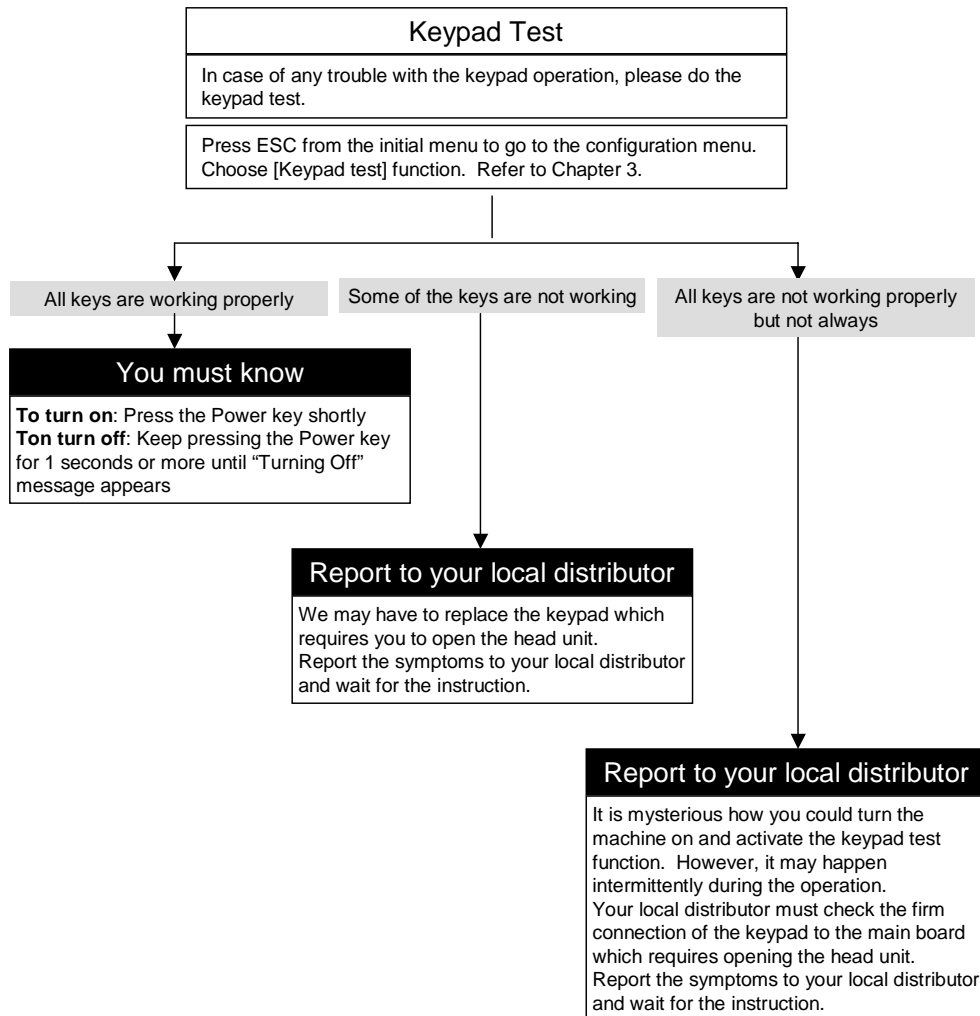 Keypad Test
In case of any trouble with the keypad operation, please do the
keypad test.
Press ESC from the initial menu to go to the configuration menu.
Choose [Keypad test] function.  Refer to Chapter 3.
All keys are working properly
Some of the keys are not working
All keys are not working properly
but not always
You must know
To turn on: Press the Power key shortly
Ton turn off: Keep pressing the Power key
for 1 seconds or more until “Turning Off”
message appears
Report to your local distributor
We may have to replace the keypad which
requires you to open the head unit.
Report the symptoms to your local distributor
and wait for the instruction.
Report to your local distributor
It is mysterious how you could turn the
machine on and activate the keypad test
function.  However, it may happen
intermittently during the operation.
Your local distributor must check the firm
connection of the keypad to the main board
which requires opening the head unit.
Report the symptoms to your local distributor
and wait for the instruction.